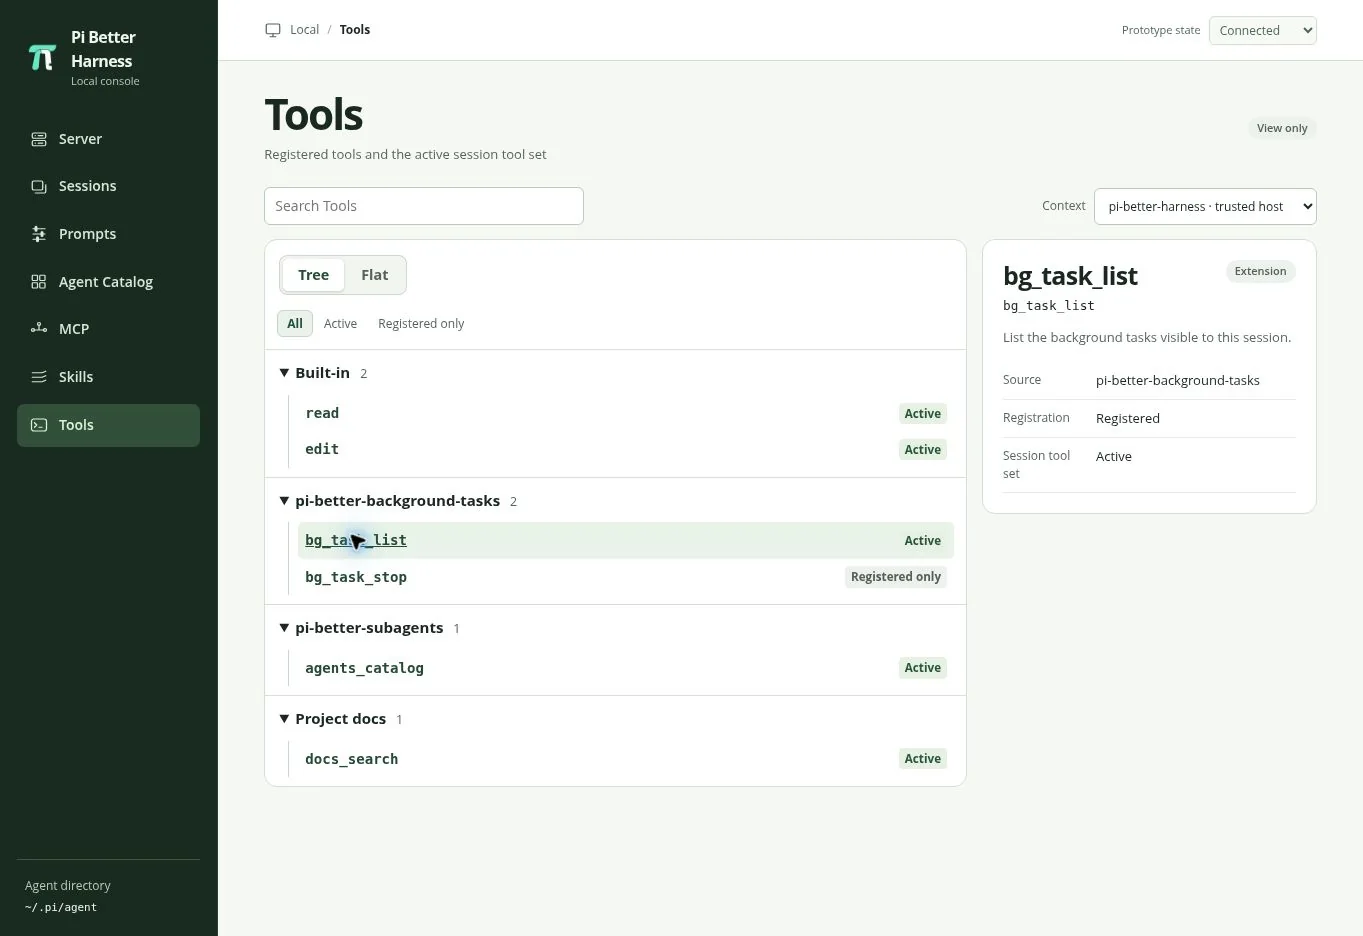 Pi Better
Harness
Local console
Server
Sessions
Prompts
Agent Catalog
MCP
Skills
Tools
Agent directory
~/.pi/agent
Local / Tools
Prototype state Connected
Tools
Registered tools and the active session tool set
View only
Search Tools
Context pi-better-harness · trusted host
Tree Flat
All Active Registered only
Built-in 2
read Active
edit Active
pi-better-background-tasks 2
bg_task_list Active
bg_task_stop Registered only
pi-better-subagents 1
agents_catalog Active
Project docs 1
docs_search Active
bg_task_list Extension
bg_task_list
List the background tasks visible to this session.
Source pi-better-background-tasks
Registration Registered
Session tool Active
set